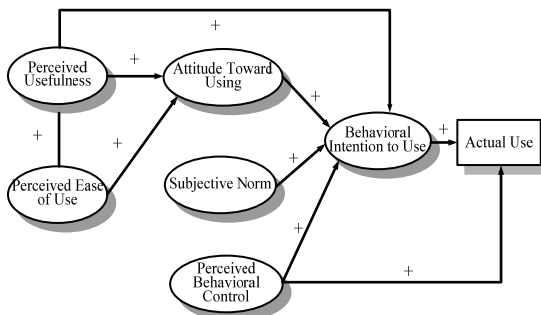 +
Perceived
Usefulness
+
Attitude Toward
Using
+
+
+
Behavioral
Intention to Use
+
Actual Use
Perceived Ease
of Use
Subjective Norm
+
+
Perceived
Behavioral
Control
+